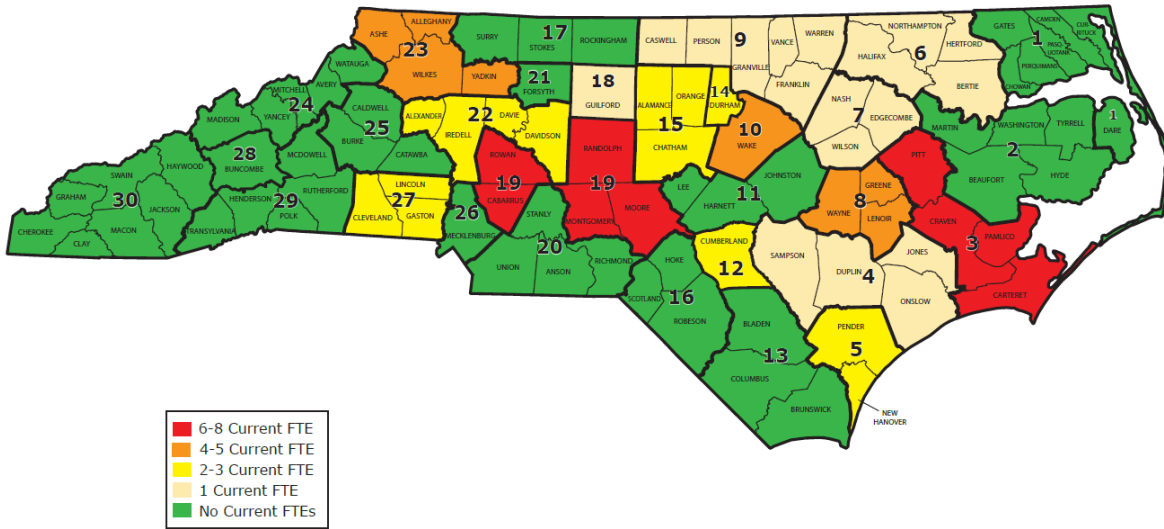 ASHE
ALLEGHANY
23
WILKES
YADKIN
SURRY
17
STOKES
ROCKINGHAM
CASWELL
PERSON
9
GRANVILLE
VANCE
WARREN
FRANKLIN
NORTHAMPTON
HALIFAX
6
HERTFORD
BERTIE
GATES
CAMDEN
CUR-
RITUCK
1
PASQ-
UOTANK
PERQUIMANS
CHOWAN
WATAUGA
MITCHELL
AVERY
24
YANCEY
MADISON
CALDWELL
25
BURKE
CATAWBA
ALEXANDER
22
IREDELL
DAVIE
DAVIDSON
21
FORSYTH
18
GUILFORD
ALAMANCE
ORANGE
14
DURHAM
15
CHATHAM
10
WAKE
NASH
7
EDGECOMBE
WILSON
MARTIN
WASHINGTON
TYRRELL
1
DARE
2
BEAUFORT
HYDE
28
BUNCOMBE
MCDOWELL
HAYWOOD
SWAIN
GRAHAM
30
JACKSON
MACON
CHEROKEE
CLAY
HENDERSON
29
RUTHERFORD
POLK
TRANSYLVANIA
LINCOLN
27
CLEVELAND
GASTON
26
MECKLENBURG
ROWAN
19
CABARRUS
STANLY
RANDOLPH
19
MONTGOMERY
MOORE
LEE
HARNETT
11
JOHNSTON
20
UNION
ANSON
RICHMOND
HOKE
SCOTLAND
16
ROBESON
CUMBERLAND
12
SAMPSON
DUPLIN
4
JONES
ONSLOW
WAYNE
8
GREENE
LENOIR
PITT
CRAVEN
PAMLICO
3
CARTERET
BLADEN
13
COLUMBUS
BRUNSWICK
PENDER
5
NEW
HANOVER
6-8 Current FTE
4-5 Current FTE
2-3 Current FTE
1 Current FTE
No Current FTEs